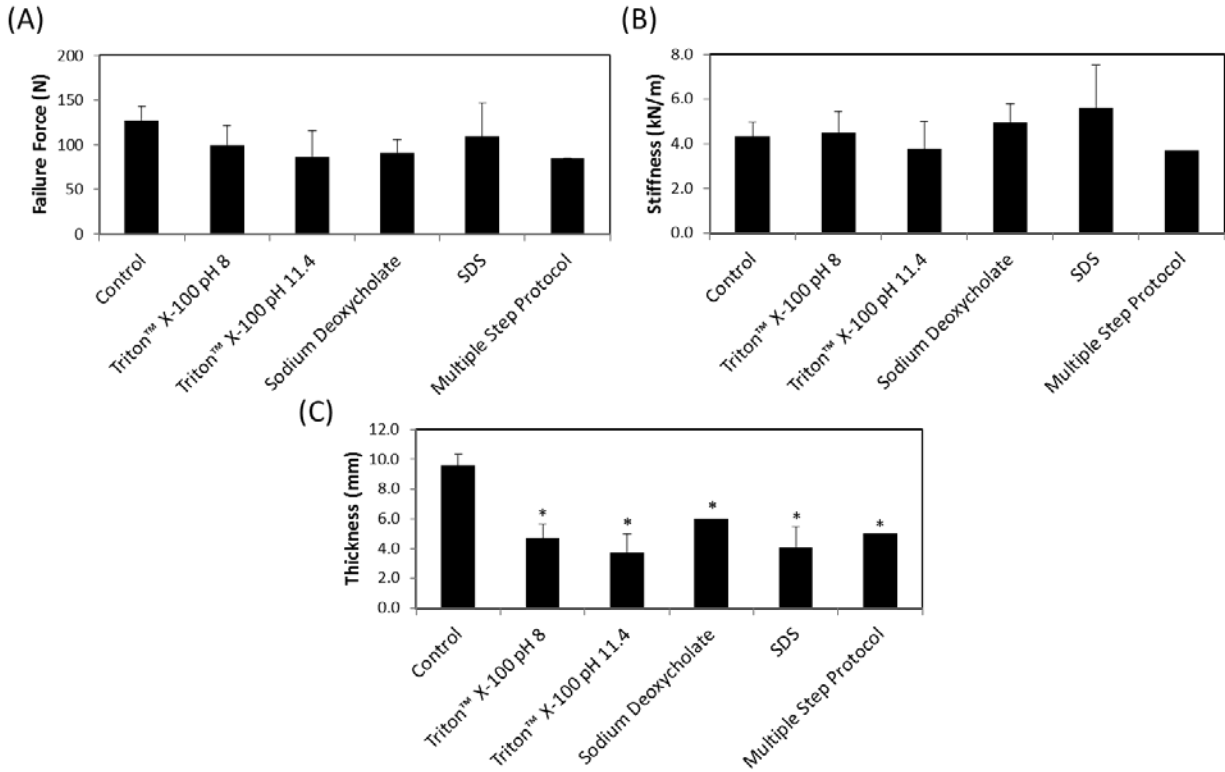 (A)
Failure Force (N)
200
150
100
50
0
Control
Triton™ X-100 pH 8
Triton™ X-100 pH 11.4
Sodium Deoxycholate
SDS
Multiple Step Protocol
(B)
Stiffness (kN/m)
8.0
6.0
4.0
2.0
0.0
Control
Triton™ X-100 pH 8
Triton™ X-100 pH 11.4
Sodium Deoxycholate
SDS
Multiple Step Protocol
(C)
Thickness (mm)
12.0
10.0
8.0
6.0
4.0
2.0
0.0
*
*
*
*
*
Control
Triton™ X-100 pH 8
Triton™ X-100 pH 11.4
Sodium Deoxycholate
SDS
Multiple Step Protocol